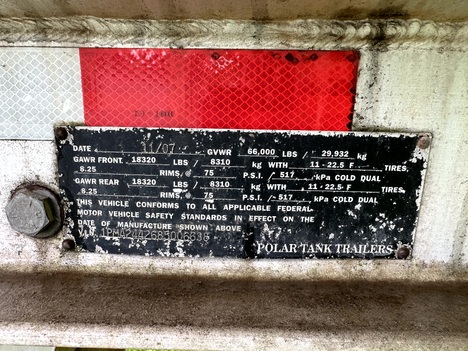 DATE 11/07 GVWR 66,000 LBS / 29,932 kg
GAWR FRONT. 18320 LBS / 8310 kg WITH 11 - 22.5 F TIRES,
8.25 RIMS, @ 75 P.S.I. / 517 kPa COLD DUAL
GAWR REAR 18320 LBS / 8310 kg WITH 11 - 22.5 F TIRES,
8.25 RIMS, @ 75 P.S.I. / 517 kPa COLD DUAL
THIS VEHICLE CONFORMS TO ALL APPLICABLE FEDERAL
MOTOR VEHICLE SAFETY STANDARDS IN EFFECT ON THE
DATE OF MANUFACTURE SHOWN ABOVE
POLAR TANK TRAILERS